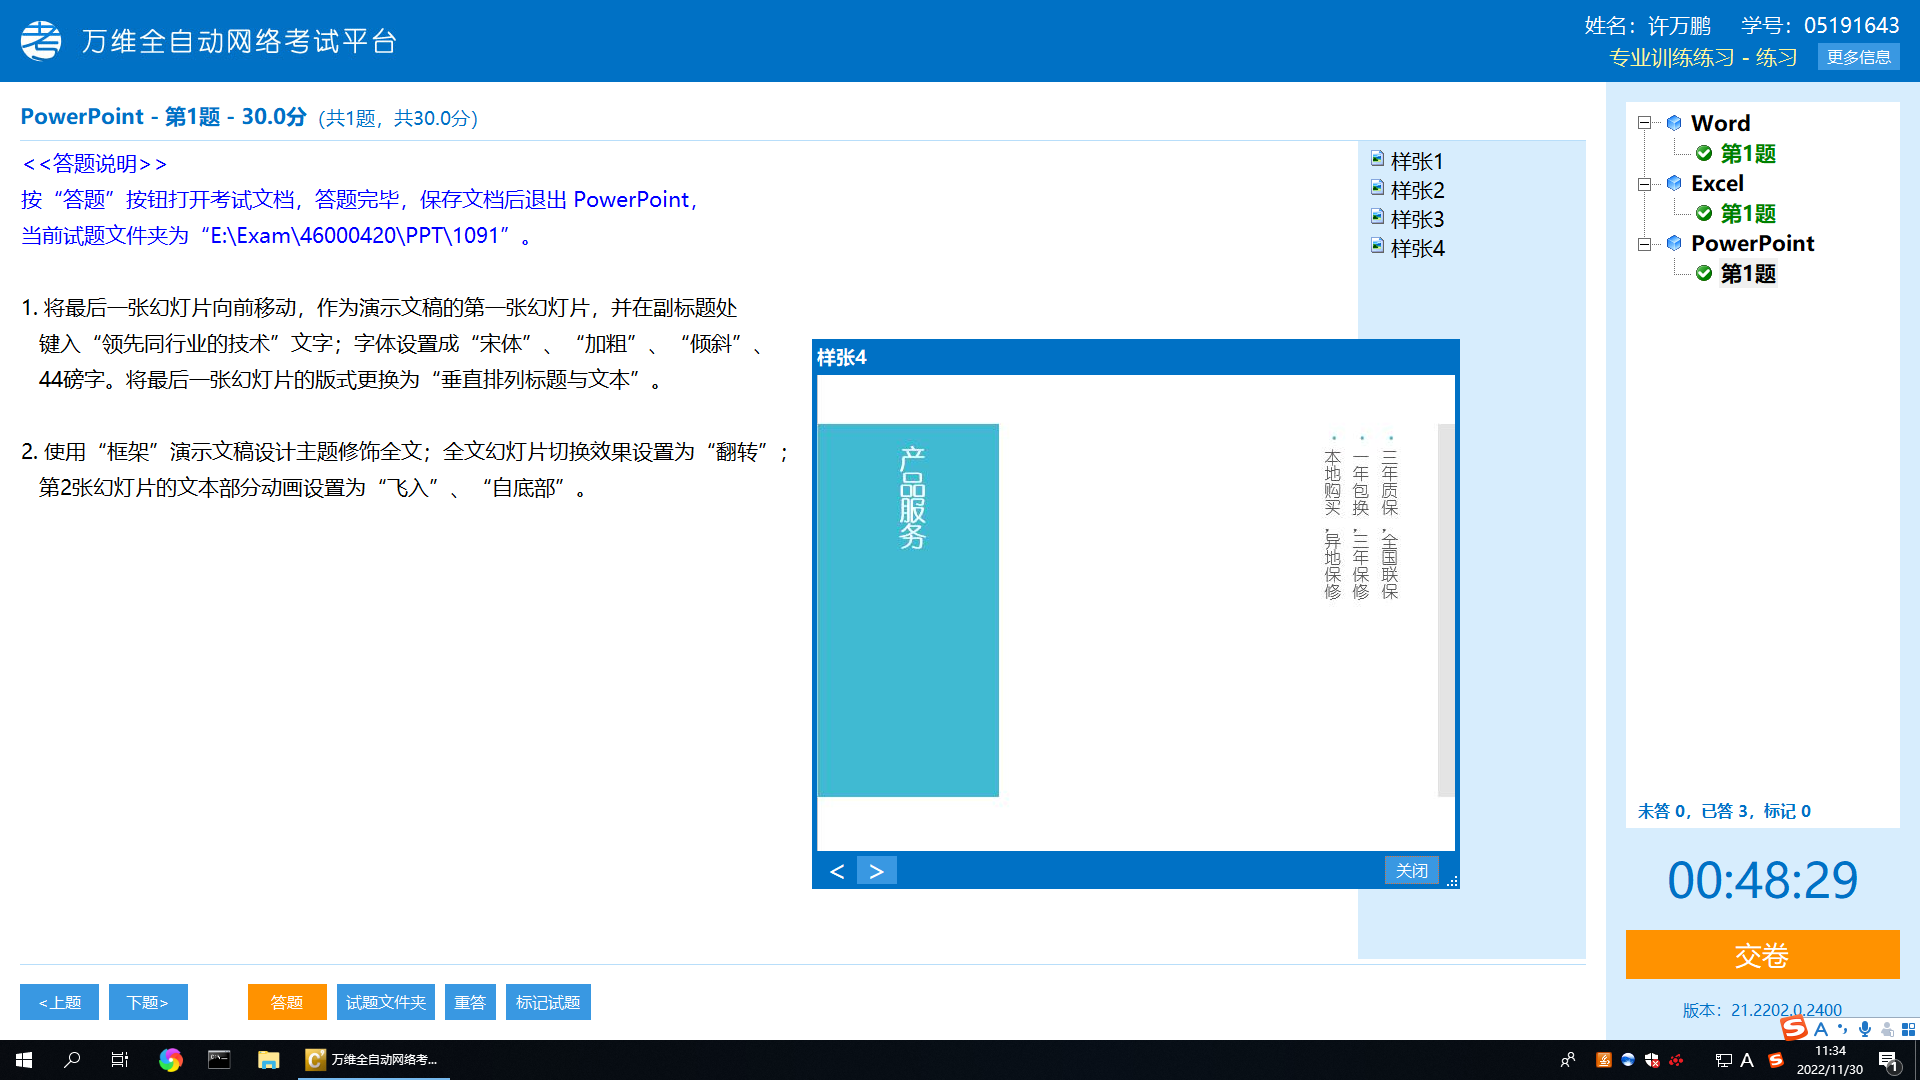 万维全自动网络考试平台
姓名：许万鹏 学号：05191643
专业训练练习 - 练习 更多信息
PowerPoint - 第1题 - 30.0分 (共1题，共30.0分)
<<答题说明>>
按“答题”按钮打开考试文档，答题完毕，保存文档后退出 PowerPoint，
当前试题文件夹为“E:\Exam\46000420\PPT\1091”。
1. 将最后一张幻灯片向前移动，作为演示文稿的第一张幻灯片，并在副标题处
键入“领先同行业的技术”文字；字体设置成“宋体”、“加粗”、“倾斜”、
44磅字。将最后一张幻灯片的版式更换为“垂直排列标题与文本”。
2. 使用“框架”演示文稿设计主题修饰全文；全文幻灯片切换效果设置为“翻转”；
第2张幻灯片的文本部分动画设置为“飞入”、“自底部”。
样张1
样张2
样张3
样张4
样张4
产品服务
三年质保，全国联保
一年包换，三年保修
本地购买，异地保修
< >
关闭
Word
第1题
Excel
第1题
PowerPoint
第1题
未答 0，已答 3，标记 0
00:48:29
交卷
版本：21.2202.0.2400
<上题 下题> 答题 试题文件夹 重答 标记试题
万维全自动网络考...
11:34
2022/11/30